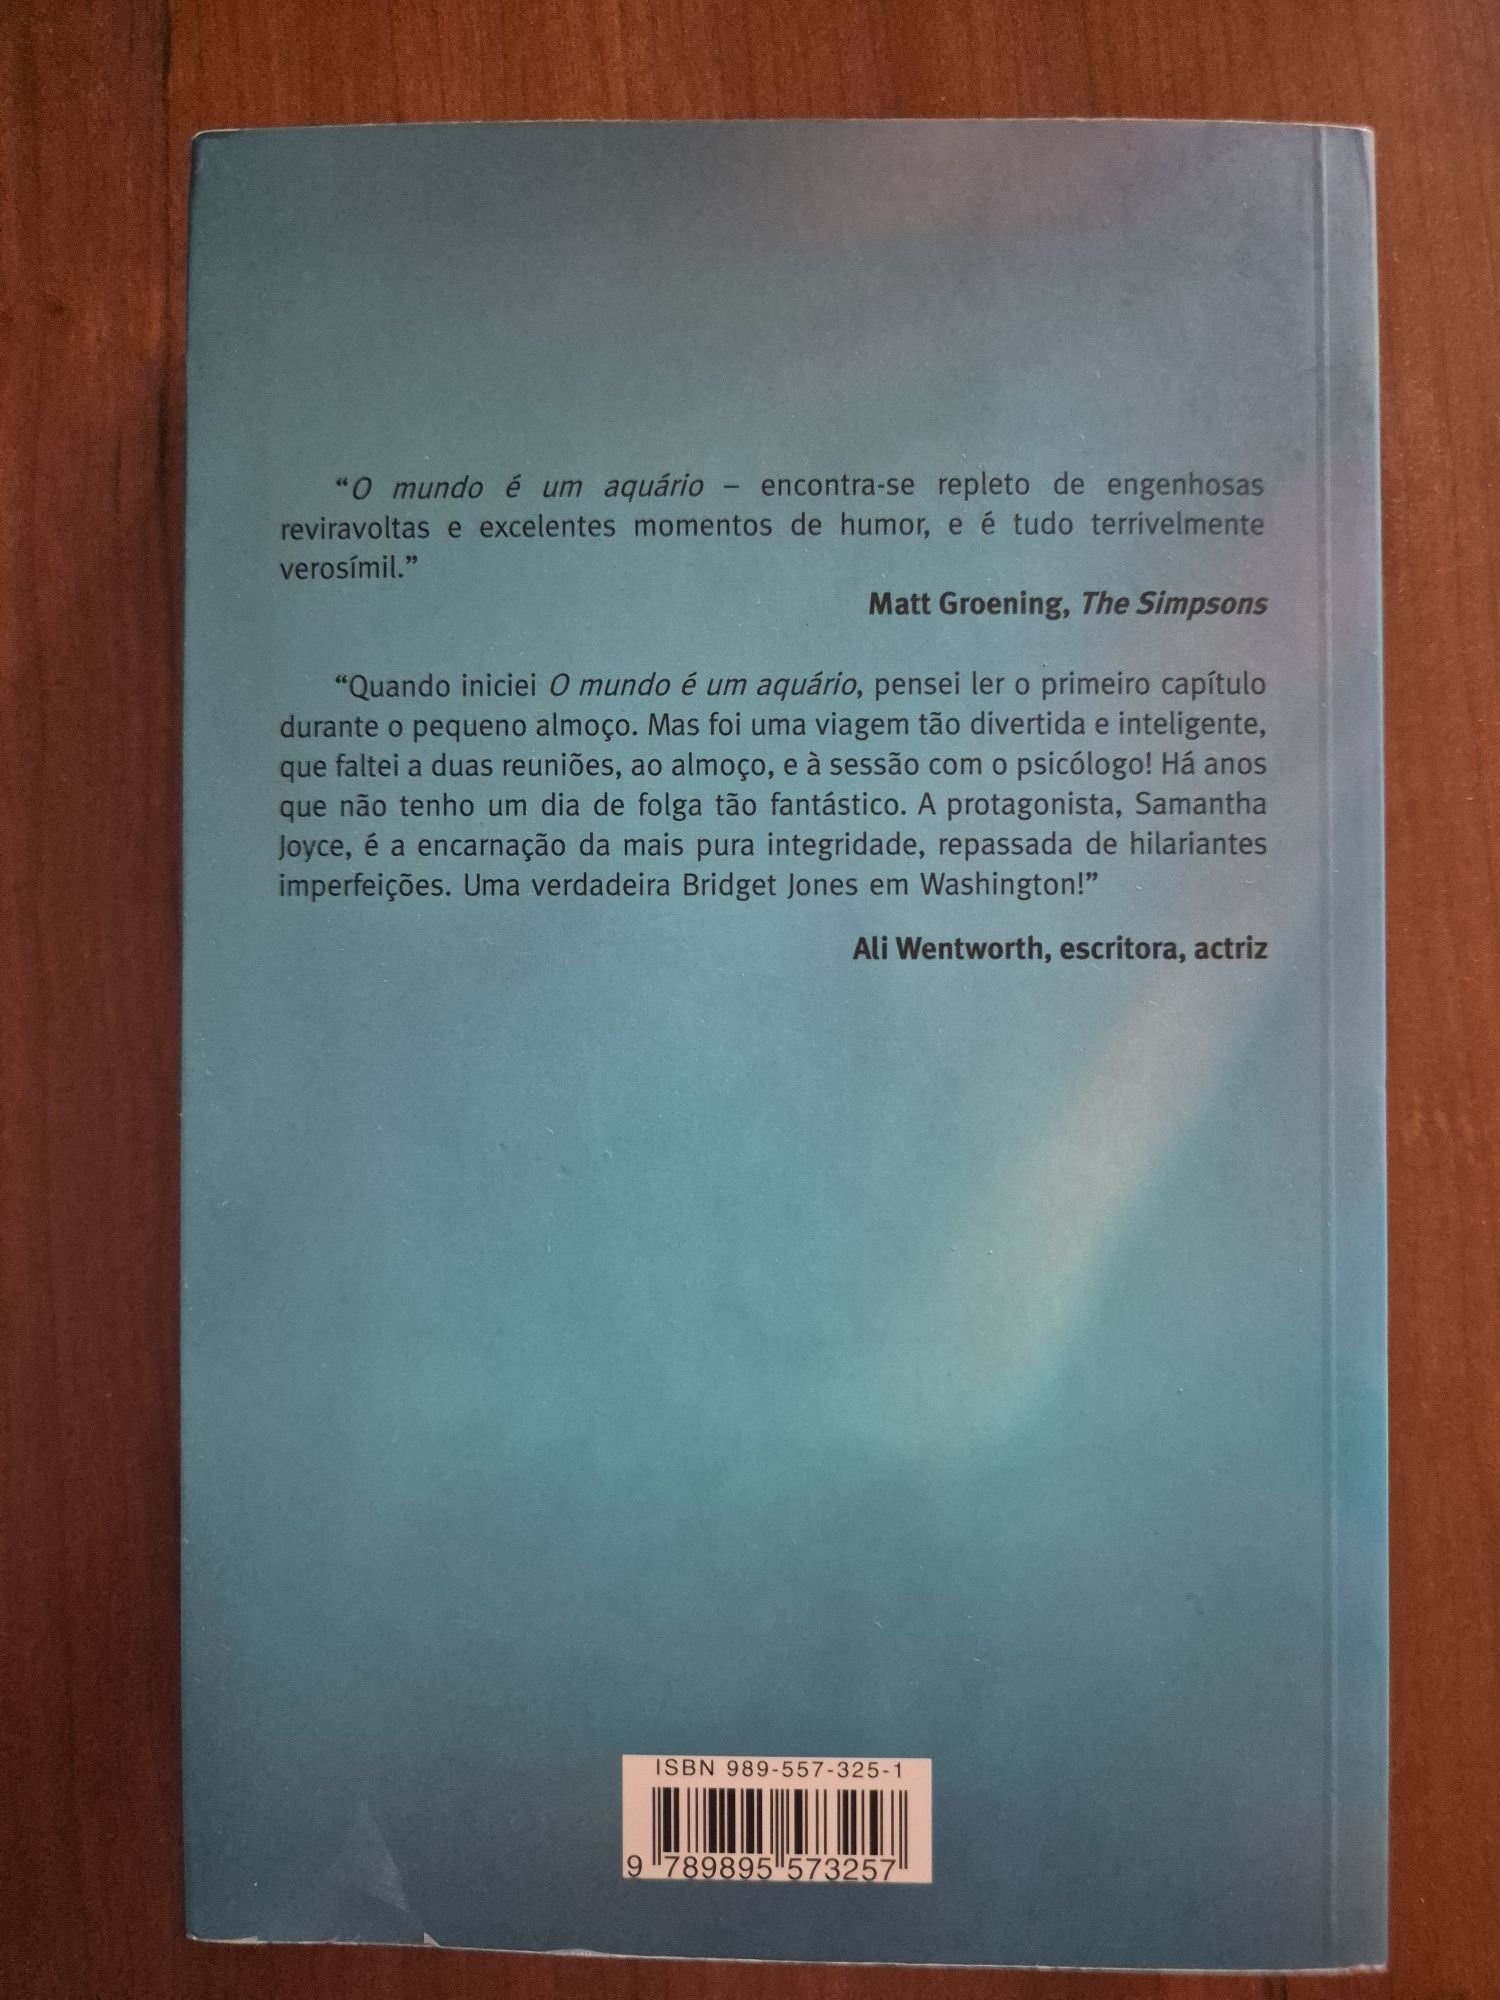 “O mundo é um aquário – encontra-se repleto de engenhosas
reviravoltas e excelentes momentos de humor, e é tudo terrivelmente
verosímil.”
Matt Groening, The Simpsons
“Quando iniciei O mundo é um aquário, pensei ler o primeiro capítulo
durante o pequeno almoço. Mas foi uma viagem tão divertida e inteligente,
que faltei a duas reuniões, ao almoço, e à sessão com o psicólogo! Há anos
que não tenho um dia de folga tão fantástico. A protagonista, Samantha
Joyce, é a encarnação da mais pura integridade, repassada de hilariantes
imperfeições. Uma verdadeira Bridget Jones em Washington!”
Ali Wentworth, escritora, actriz
ISBN 989-557-325-1
9 789895 573257